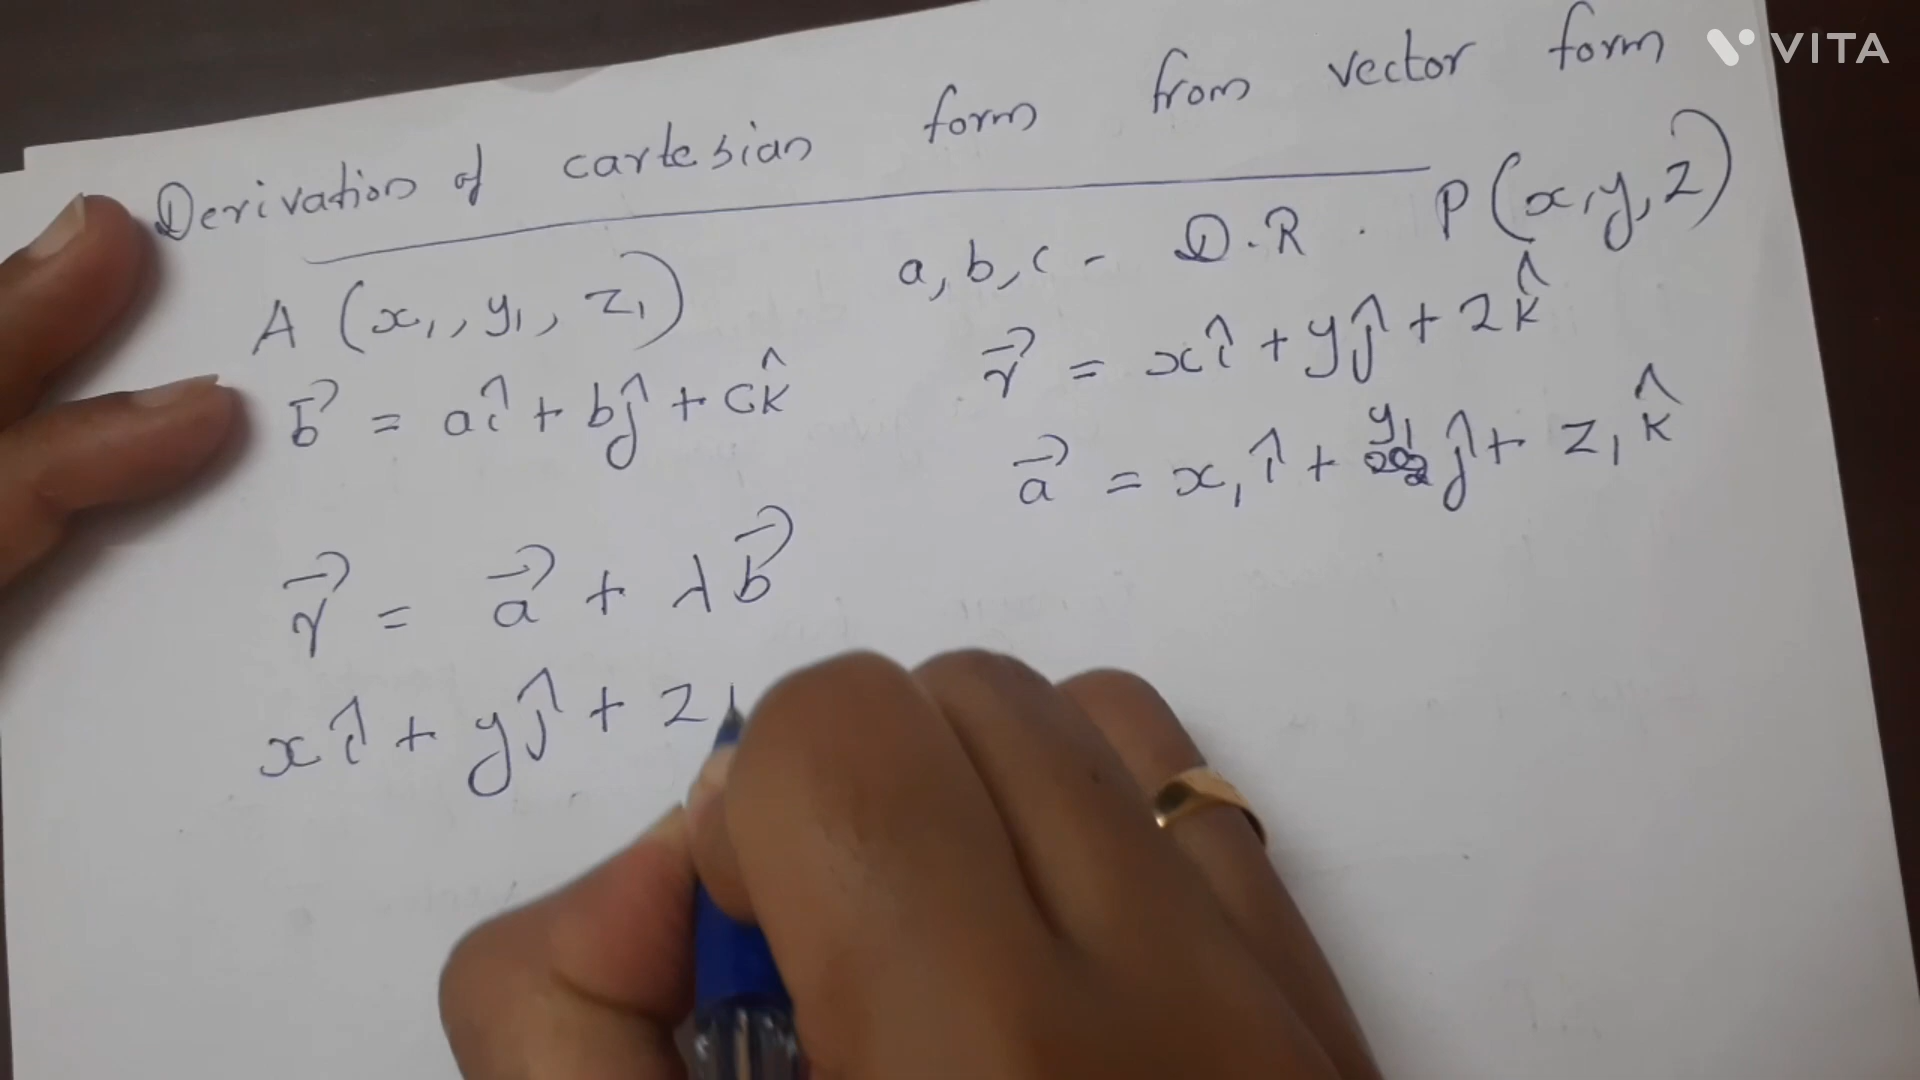 VITA
Derivation of cartesian form from vector form
A (x₁, y₁, z₁) a, b, c - D.R . P(x, y, z)
b⃗ = aî + bĵ + ck̂
r⃗ = xî + yĵ + zk̂
a⃗ = x₁î + y₁ĵ + z₁k̂
r⃗ = a⃗ + λb⃗
xî + yĵ + z